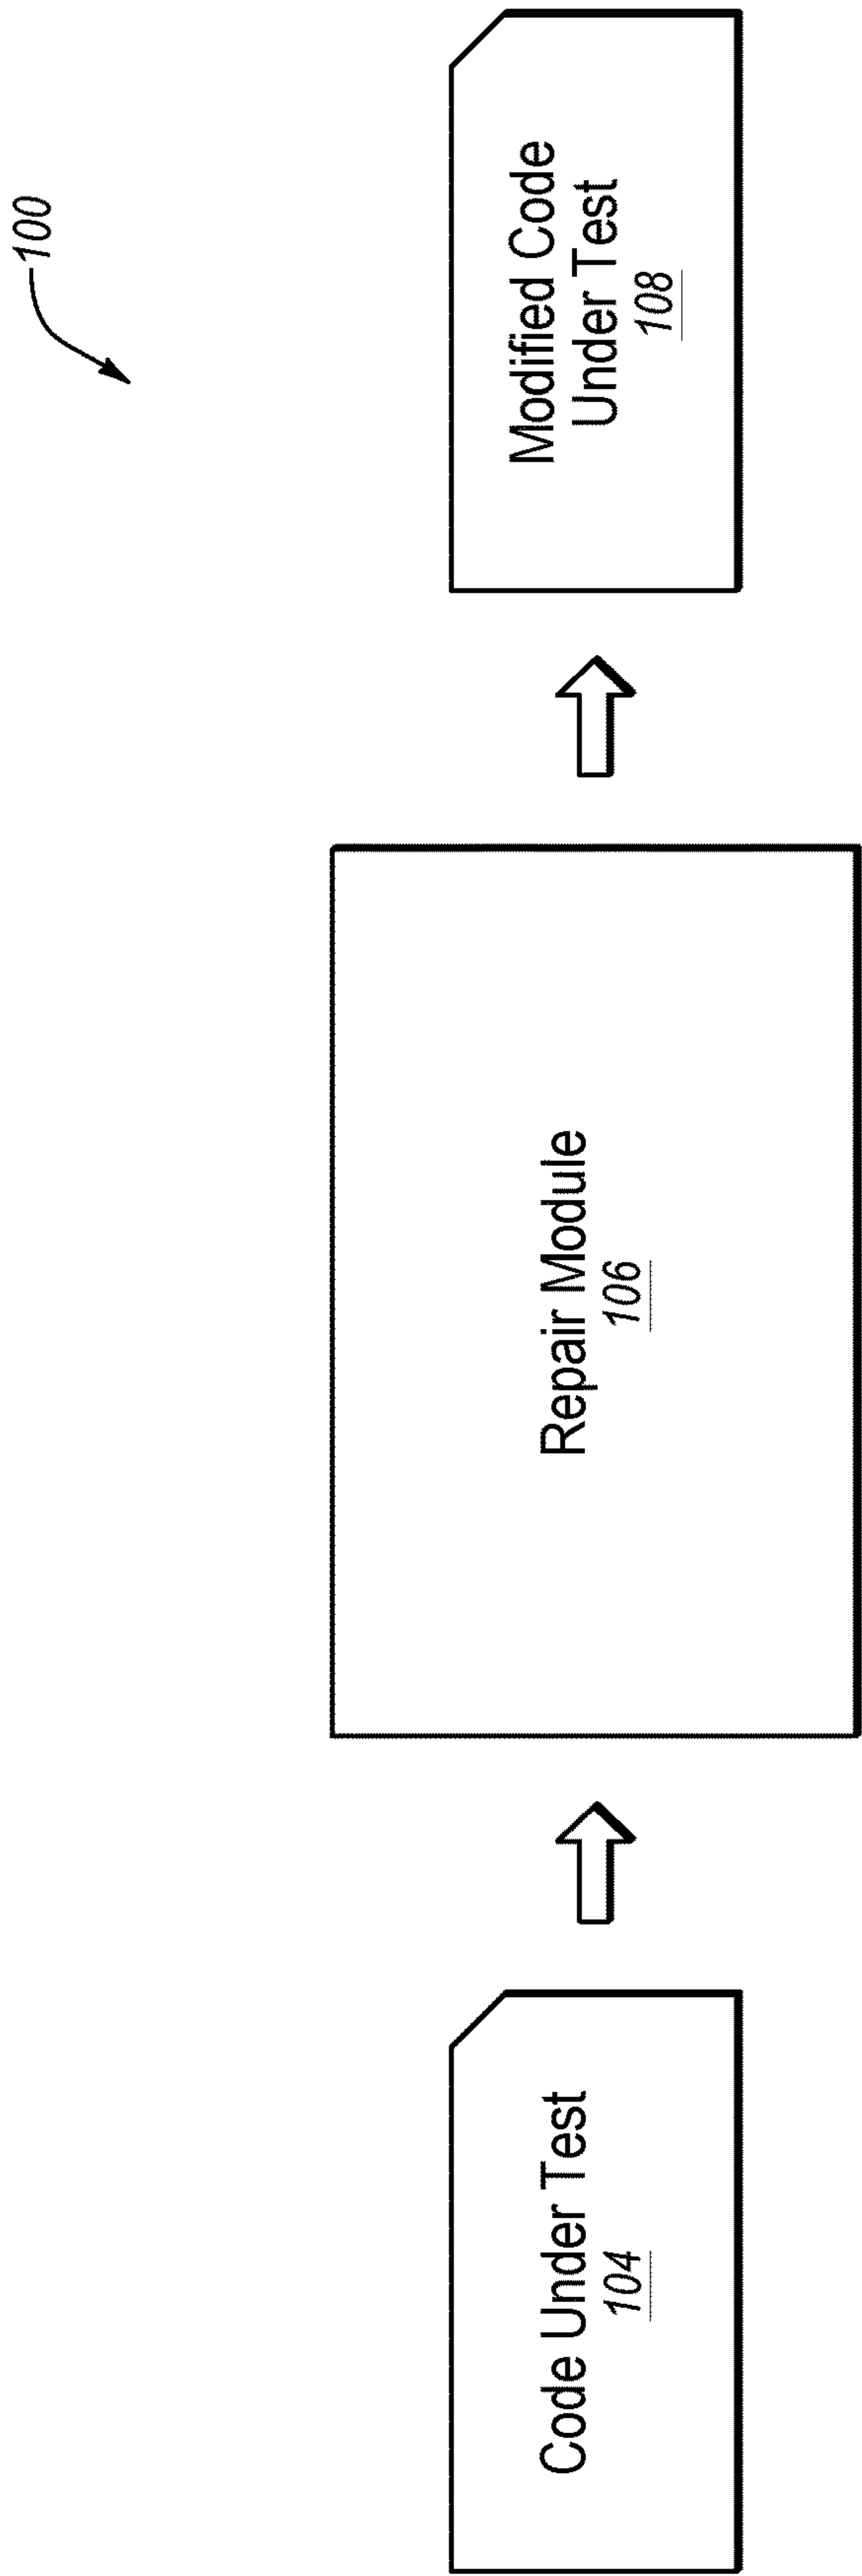 100
Code Under Test
104
Repair Module
106
Modified Code
Under Test
108